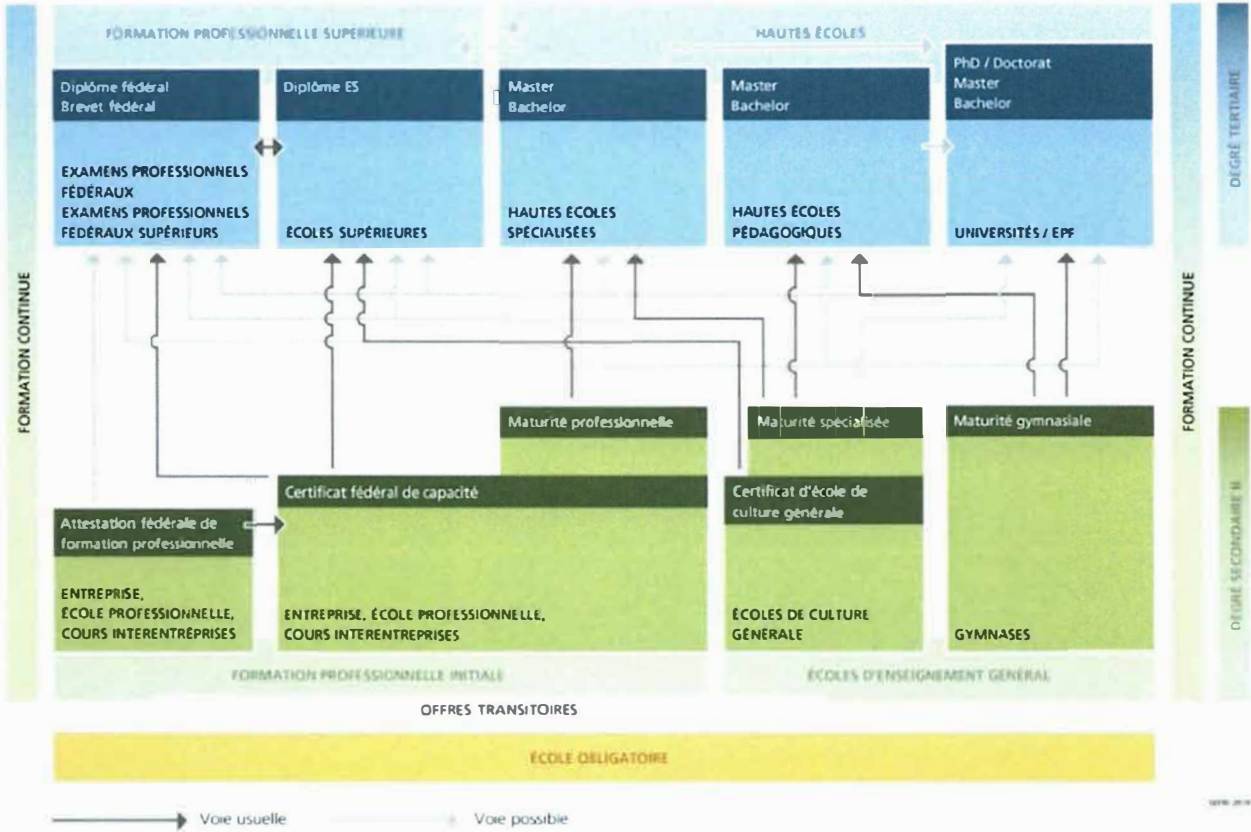 FORMATION PROFESSIONNELLE SUPÉRIEURE
HAUTES ÉCOLES
Diplôme fédéral
Brevet fédéral
EXAMENS PROFESSIONNELS
FÉDÉRAUX
EXAMENS PROFESSIONNELS
FÉDÉRAUX SUPÉRIEURS
Diplôme ES
ÉCOLES SUPÉRIEURES
Master
Bachelor
HAUTES ÉCOLES
SPÉCIALISÉES
Master
Bachelor
HAUTES ÉCOLES
PÉDAGOGIQUES
PhD / Doctorat
Master
Bachelor
UNIVERSITÉS / EPF
DEGRÉ TERTIAIRE
FORMATION CONTINUE
FORMATION CONTINUE
Maturité professionnelle
Maturité spécialisée
Maturité gymnasiale
Certificat fédéral de capacité
Certificat d'école de
culture générale
Attestation fédérale de
formation professionnelle
ENTREPRISE,
ÉCOLE PROFESSIONNELLE,
COURS INTERENTREPRISES
ENTREPRISE, ÉCOLE PROFESSIONNELLE,
COURS INTERENTREPRISES
ÉCOLES DE CULTURE
GÉNÉRALE
GYMNASES
DEGRÉ SECONDAIRE II
FORMATION PROFESSIONNELLE INITIALE
ÉCOLES D'ENSEIGNEMENT GÉNÉRAL
OFFRES TRANSITOIRES
ÉCOLE OBLIGATOIRE
Voie usuelle
Voie possible